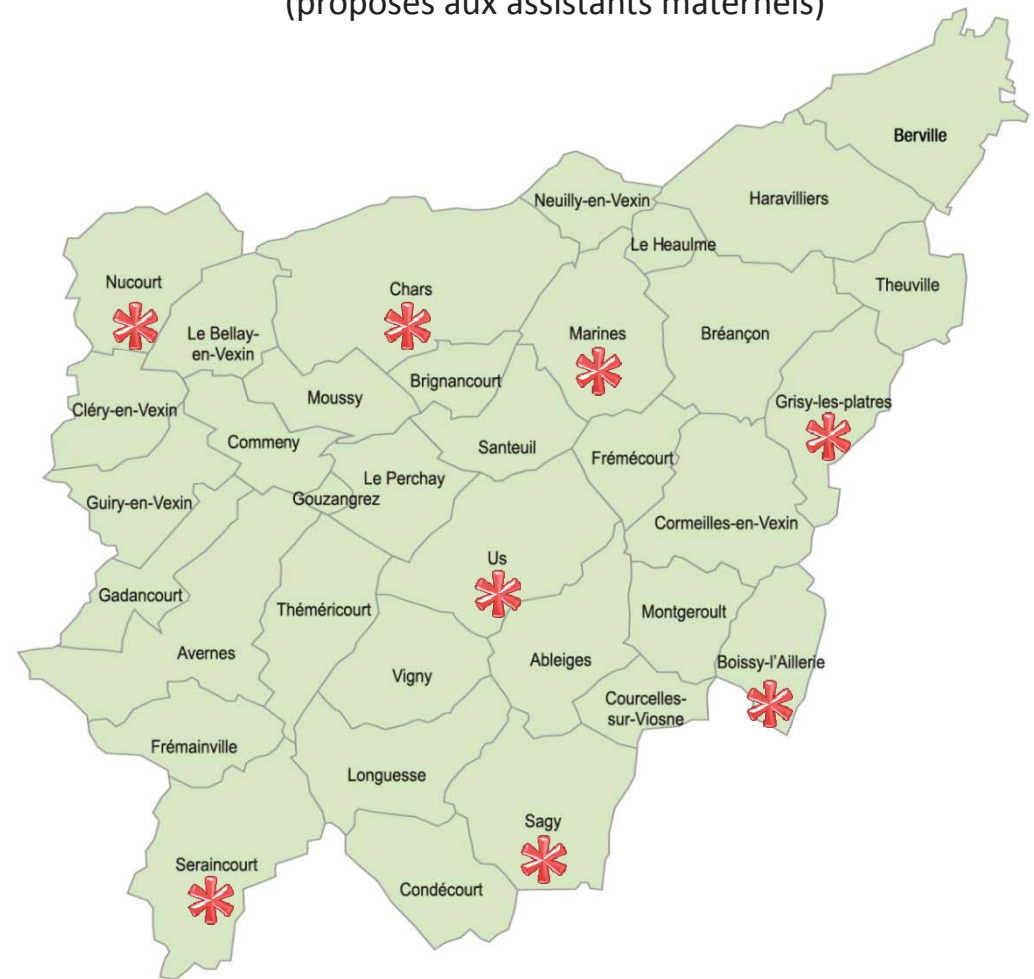 (proposés aux assistants maternels)
Berville
Neuilly-en-Vexin
Haravilliers
Le Heaulme
Nucourt
Chars
Theuville
Le Bellay-
en-Vexin
Marines
Bréançon
Brignancourt
Moussy
Grisy-les-platres
Cléry-en-Vexin
Commeny
Santeuil
Frémécourt
Le Perchay
Gouzangrez
Guiry-en-Vexin
Cormeilles-en-Vexin
Us
Gadancourt
Théméricourt
Montgeroult
Avernes
Ableiges
Boissy-l'Aillerie
Vigny
Courcelles-
sur-Viosne
Frémainville
Longuesse
Sagy
Seraincourt
Condécourt